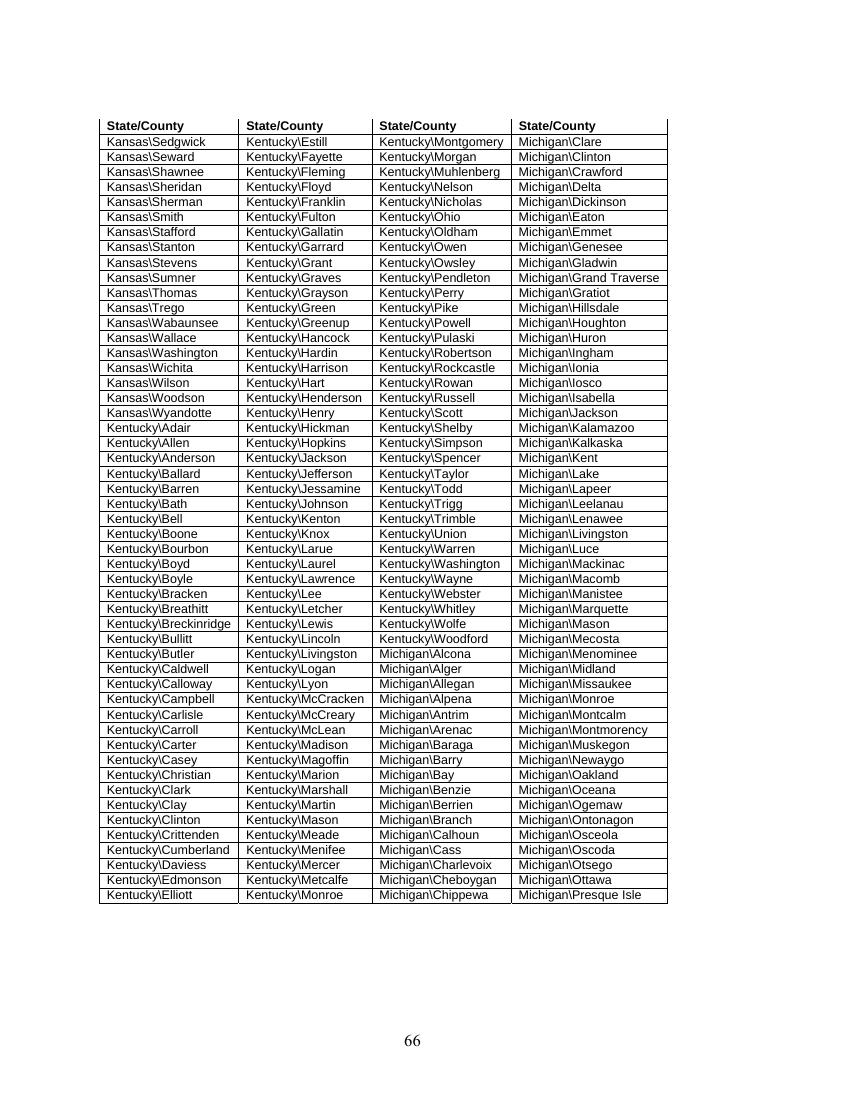 State/County State/County State/County State/County
Kansas\Sedgwick Kentucky\Estill Kentucky\Montgomery Michigan\Clare
Kansas\Seward Kentucky\Fayette Kentucky\Morgan Michigan\Clinton
Kansas\Shawnee Kentucky\Fleming Kentucky\Muhlenberg Michigan\Crawford
Kansas\Sheridan Kentucky\Floyd Kentucky\Nelson Michigan\Delta
Kansas\Sherman Kentucky\Franklin Kentucky\Nicholas Michigan\Dickinson
Kansas\Smith Kentucky\Fulton Kentucky\Ohio Michigan\Eaton
Kansas\Stafford Kentucky\Gallatin Kentucky\Oldham Michigan\Emmet
Kansas\Stanton Kentucky\Garrard Kentucky\Owen Michigan\Genesee
Kansas\Stevens Kentucky\Grant Kentucky\Owsley Michigan\Gladwin
Kansas\Sumner Kentucky\Graves Kentucky\Pendleton Michigan\Grand Traverse
Kansas\Thomas Kentucky\Grayson Kentucky\Perry Michigan\Gratiot
Kansas\Trego Kentucky\Green Kentucky\Pike Michigan\Hillsdale
Kansas\Wabaunsee Kentucky\Greenup Kentucky\Powell Michigan\Houghton
Kansas\Wallace Kentucky\Hancock Kentucky\Pulaski Michigan\Huron
Kansas\Washington Kentucky\Hardin Kentucky\Robertson Michigan\Ingham
Kansas\Wichita Kentucky\Harrison Kentucky\Rockcastle Michigan\Ionia
Kansas\Wilson Kentucky\Hart Kentucky\Rowan Michigan\Iosco
Kansas\Woodson Kentucky\Henderson Kentucky\Russell Michigan\Isabella
Kansas\Wyandotte Kentucky\Henry Kentucky\Scott Michigan\Jackson
Kentucky\Adair Kentucky\Hickman Kentucky\Shelby Michigan\Kalamazoo
Kentucky\Allen Kentucky\Hopkins Kentucky\Simpson Michigan\Kalkaska
Kentucky\Anderson Kentucky\Jackson Kentucky\Spencer Michigan\Kent
Kentucky\Ballard Kentucky\Jefferson Kentucky\Taylor Michigan\Lake
Kentucky\Barren Kentucky\Jessamine Kentucky\Todd Michigan\Lapeer
Kentucky\Bath Kentucky\Johnson Kentucky\Trigg Michigan\Leelanau
Kentucky\Bell Kentucky\Kenton Kentucky\Trimble Michigan\Lenawee
Kentucky\Boone Kentucky\Knox Kentucky\Union Michigan\Livingston
Kentucky\Bourbon Kentucky\Larue Kentucky\Warren Michigan\Luce
Kentucky\Boyd Kentucky\Laurel Kentucky\Washington Michigan\Mackinac
Kentucky\Boyle Kentucky\Lawrence Kentucky\Wayne Michigan\Macomb
Kentucky\Bracken Kentucky\Lee Kentucky\Webster Michigan\Manistee
Kentucky\Breathitt Kentucky\Letcher Kentucky\Whitley Michigan\Marquette
Kentucky\Breckinridge Kentucky\Lewis Kentucky\Wolfe Michigan\Mason
Kentucky\Bullitt Kentucky\Lincoln Kentucky\Woodford Michigan\Mecosta
Kentucky\Butler Kentucky\Livingston Michigan\Alcona Michigan\Menominee
Kentucky\Caldwell Kentucky\Logan Michigan\Alger Michigan\Midland
Kentucky\Calloway Kentucky\Lyon Michigan\Allegan Michigan\Missaukee
Kentucky\Campbell Kentucky\McCracken Michigan\Alpena Michigan\Monroe
Kentucky\Carlisle Kentucky\McCreary Michigan\Antrim Michigan\Montcalm
Kentucky\Carroll Kentucky\McLean Michigan\Arenac Michigan\Montmorency
Kentucky\Carter Kentucky\Madison Michigan\Baraga Michigan\Muskegon
Kentucky\Casey Kentucky\Magoffin Michigan\Barry Michigan\Newaygo
Kentucky\Christian Kentucky\Marion Michigan\Bay Michigan\Oakland
Kentucky\Clark Kentucky\Marshall Michigan\Benzie Michigan\Oceana
Kentucky\Clay Kentucky\Martin Michigan\Berrien Michigan\Ogemaw
Kentucky\Clinton Kentucky\Mason Michigan\Branch Michigan\Ontonagon
Kentucky\Crittenden Kentucky\Meade Michigan\Calhoun Michigan\Osceola
Kentucky\Cumberland Kentucky\Menifee Michigan\Cass Michigan\Oscoda
Kentucky\Daviess Kentucky\Mercer Michigan\Charlevoix Michigan\Otsego
Kentucky\Edmonson Kentucky\Metcalfe Michigan\Cheboygan Michigan\Ottawa
Kentucky\Elliott Kentucky\Monroe Michigan\Chippewa Michigan\Presque Isle
66